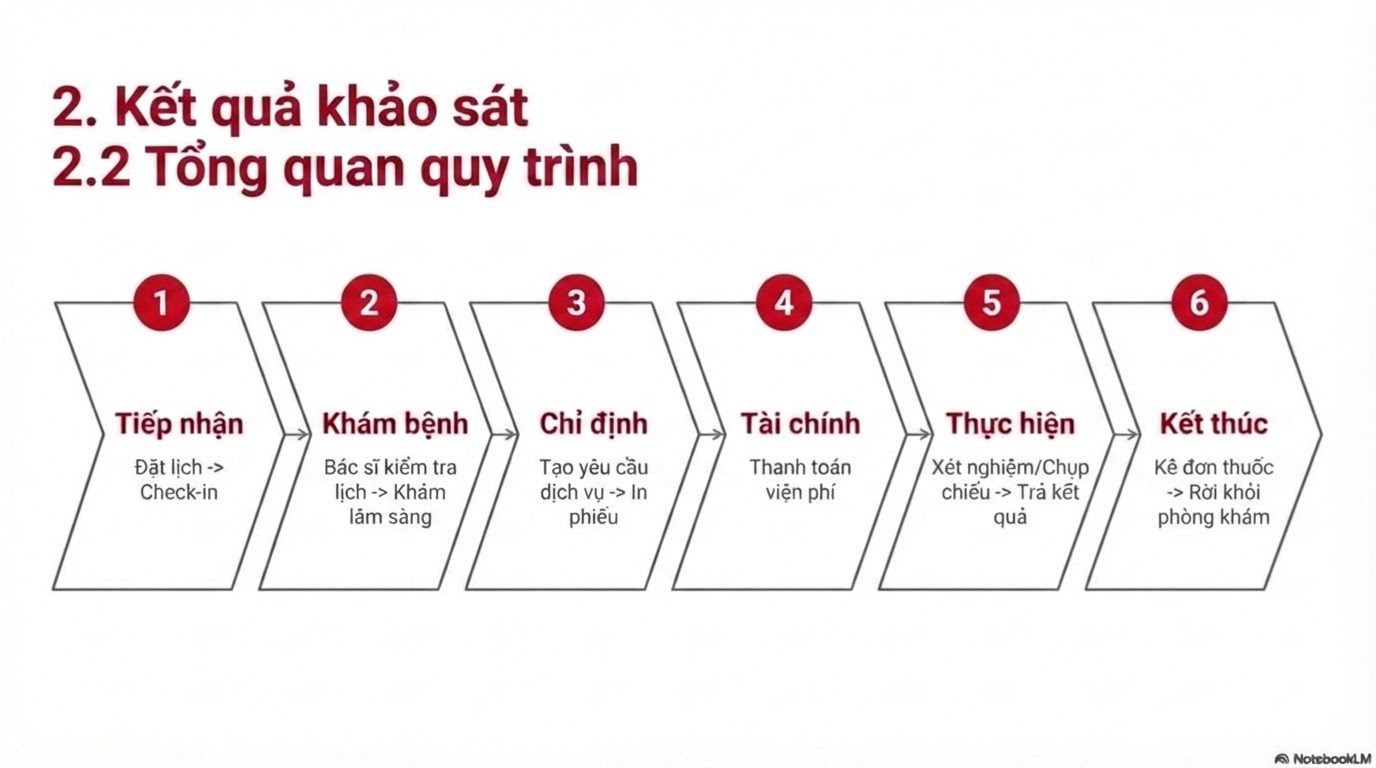 2. Kết quả khảo sát
2.2 Tổng quan quy trình
1
Tiếp nhận
Đặt lịch ->
Check-in
2
Khám bệnh
Bác sĩ kiểm tra
lịch -> Khám
lâm sàng
3
Chỉ định
Tạo yêu cầu
dịch vụ -> In
phiếu
4
Tài chính
Thanh toán
viện phí
5
Thực hiện
Xét nghiệm/Chụp
chiếu -> Trả kết
quả
6
Kết thúc
Kê đơn thuốc
-> Rời khỏi
phòng khám
NotebookLM